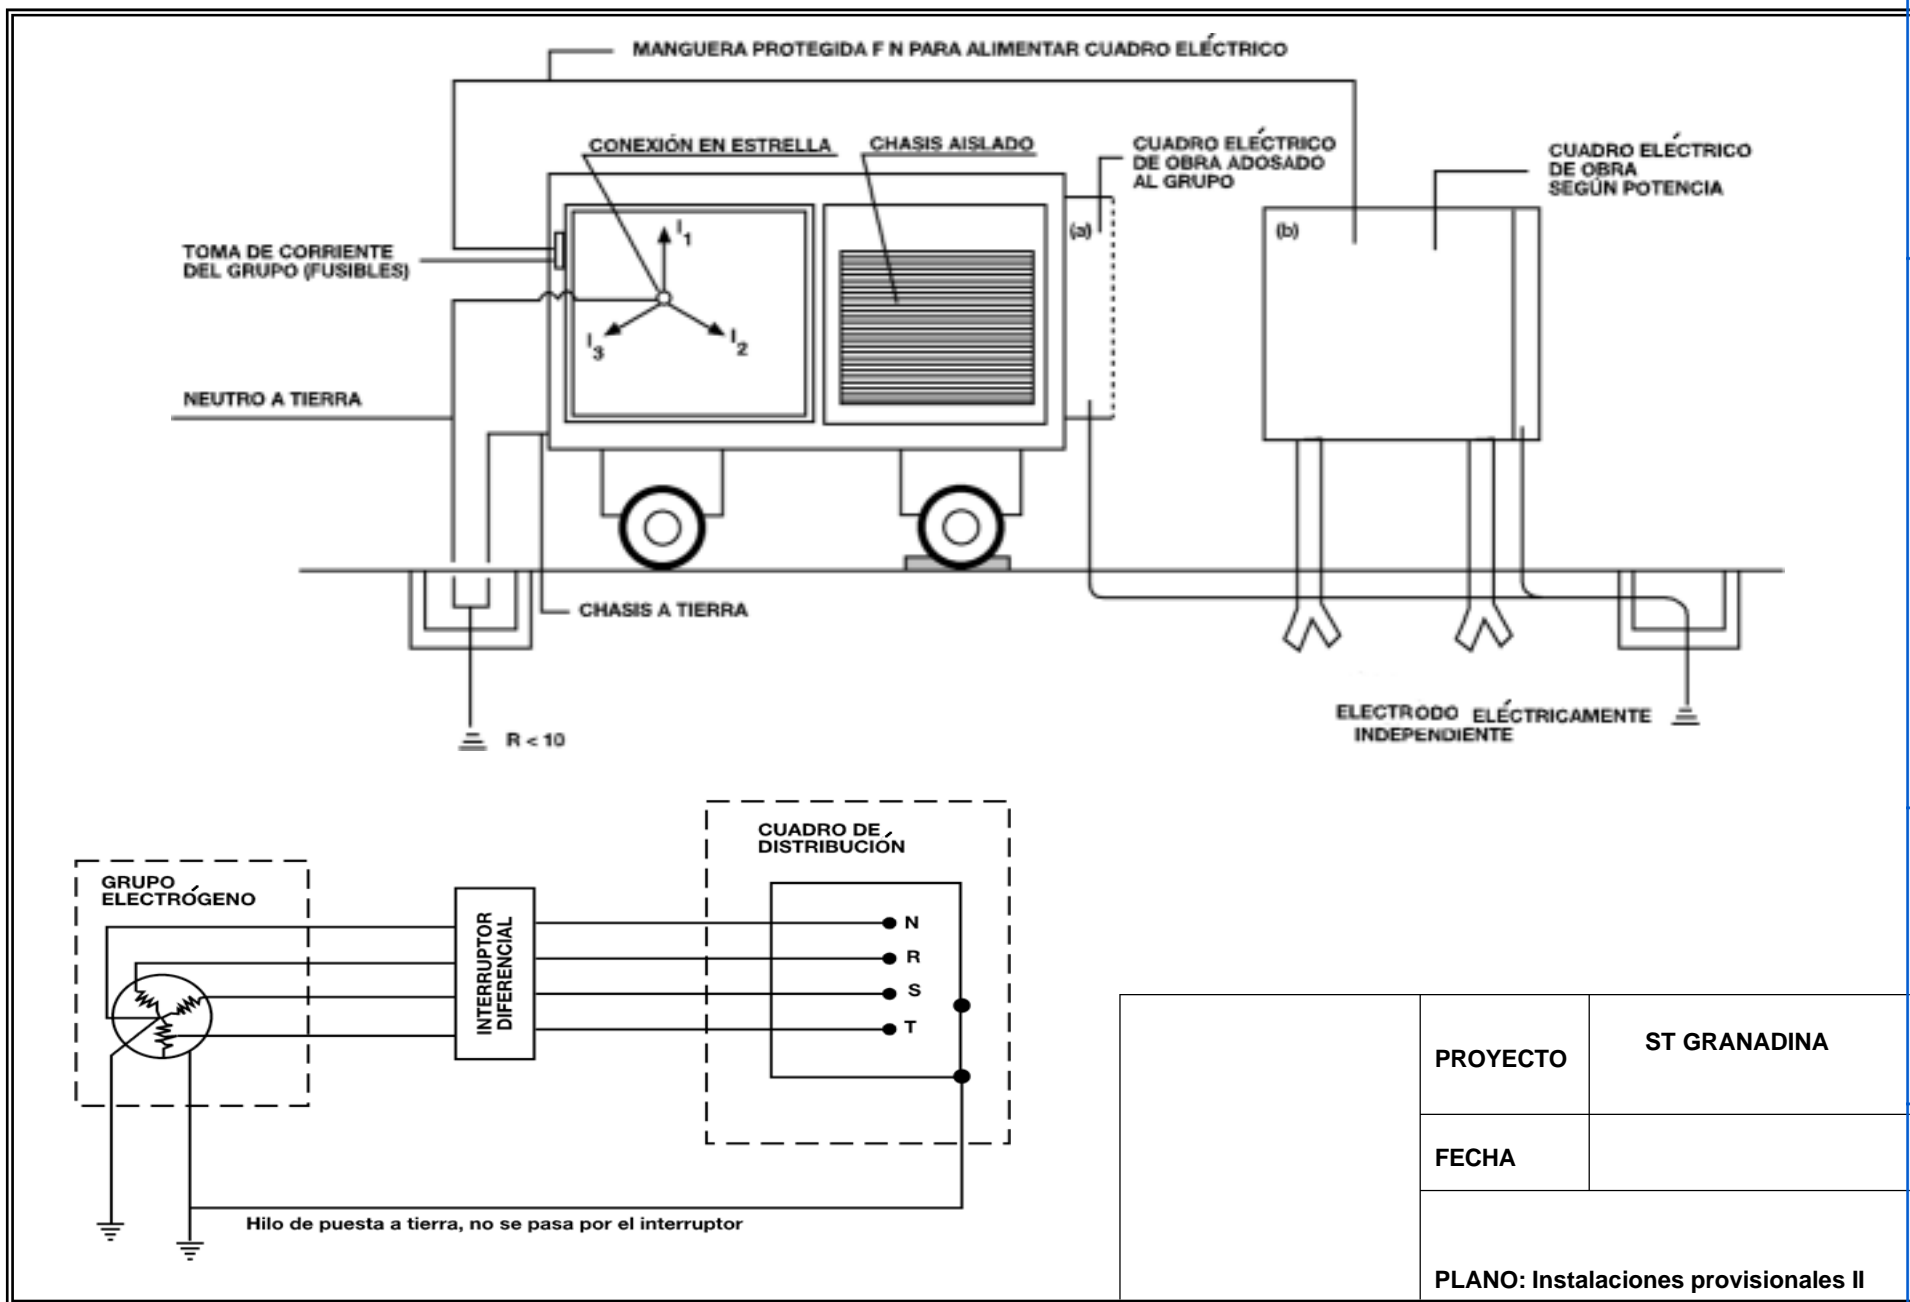 MANGUERA PROTEGIDA F N PARA ALIMENTAR CUADRO ELÉCTRICO
CONEXIÓN EN ESTRELLA
CHASIS AISLADO
CUADRO ELÉCTRICO
DE OBRA ADOSADO
AL GRUPO
CUADRO ELÉCTRICO
DE OBRA
SEGÚN POTENCIA
(a)
(b)
I1
I2
I3
TOMA DE CORRIENTE
DEL GRUPO (FUSIBLES)
NEUTRO A TIERRA
CHASIS A TIERRA
R < 10
ELECTRODO ELÉCTRICAMENTE
INDEPENDIENTE
GRUPO
ELECTRÓGENO
INTERRUPTOR
DIFERENCIAL
CUADRO DE
DISTRIBUCIÓN
N
R
S
T
Hilo de puesta a tierra, no se pasa por el interruptor
PROYECTO
ST GRANADINA
FECHA
PLANO: Instalaciones provisionales II